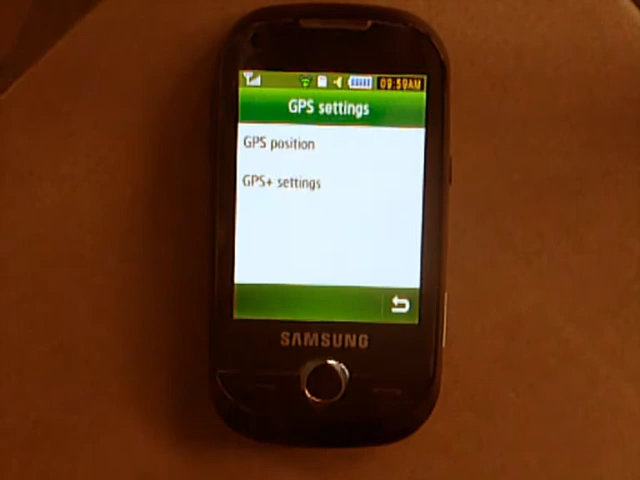 09:59AM
GPS settings
GPS position
GPS+ settings
SAMSUNG